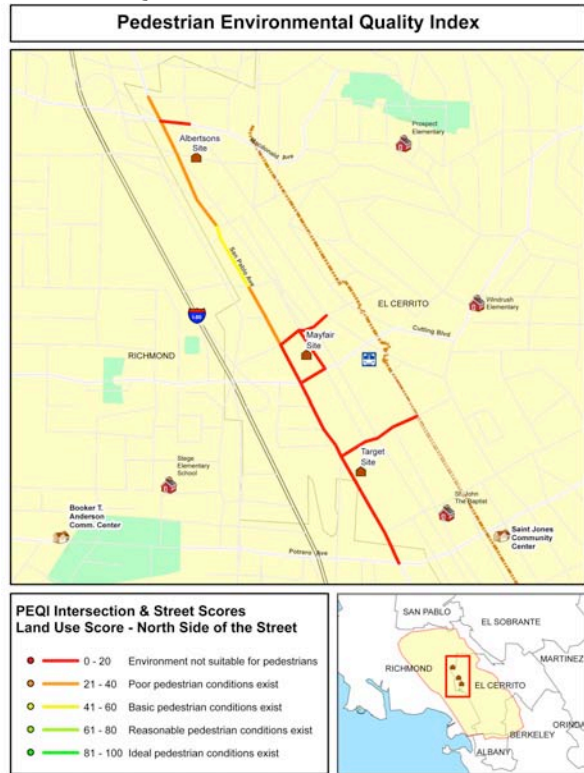 Pedestrian Environmental Quality Index
Albertsons
Site
Macdonald Ave
Prospect
Elementary
San Pablo Ave
EL CERRITO
Windrush
Elementary
Cutting Blvd
I-80
Mayfair
Site
RICHMOND
Target
Site
Stege
Elementary
School
St. John
The Baptist
Booker T.
Anderson
Comm. Center
Saint Jones
Community
Center
Potrero Ave
PEQI Intersection & Street Scores
Land Use Score - North Side of the Street
0 - 20 Environment not suitable for pedestrians
21 - 40 Poor pedestrian conditions exist
41 - 60 Basic pedestrian conditions exist
61 - 80 Reasonable pedestrian conditions exist
81 - 100 Ideal pedestrian conditions exist
SAN PABLO
EL SOBRANTE
MARTINEZ
RICHMOND
EL CERRITO
ORINDA
BERKELEY
ALBANY